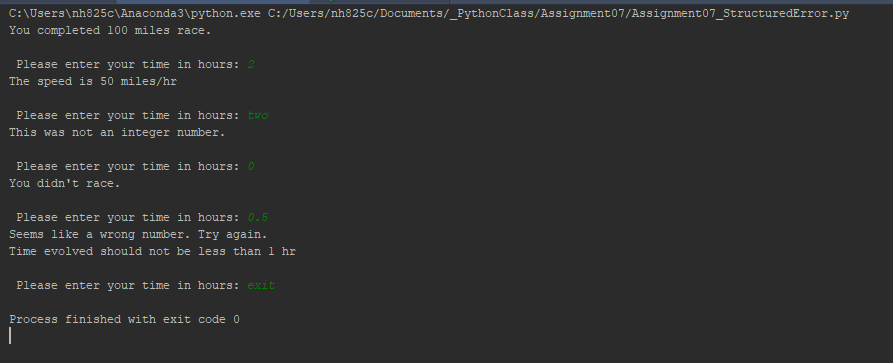 C:\Users\nh825c\Anaconda3\python.exe C:/Users/nh825c/Documents/_PythonClass/Assignment07/Assignment07_StructuredError.py
You completed 100 miles race.
Please enter your time in hours: 2
The speed is 50 miles/hr
Please enter your time in hours: two
This was not an integer number.
Please enter your time in hours: 0
You didn't race.
Please enter your time in hours: 0.5
Seems like a wrong number. Try again.
Time evolved should not be less than 1 hr
Please enter your time in hours: exit
Process finished with exit code 0